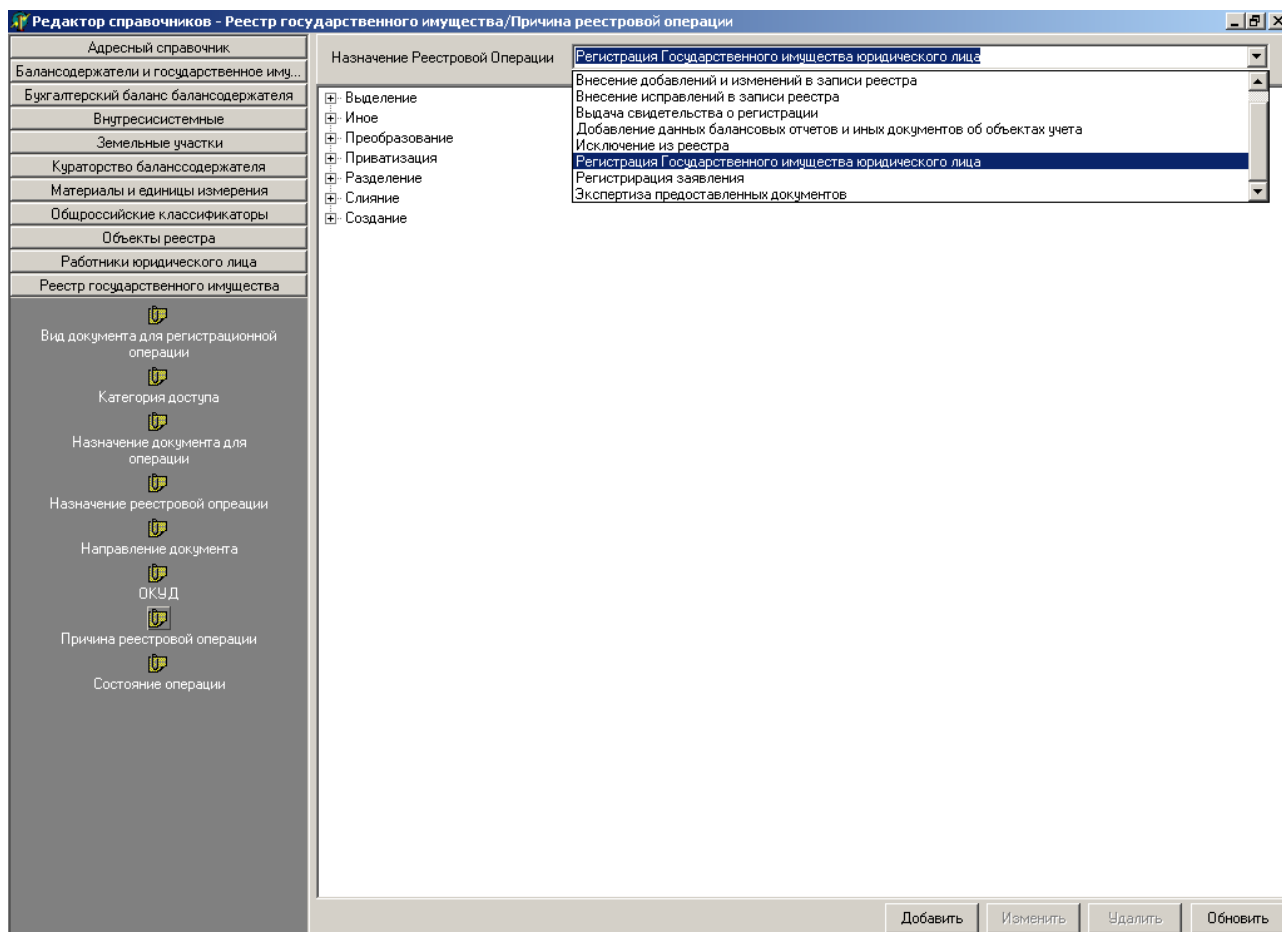 Редактор справочников - Реестр государственного имущества/Причина реестровой операции
Адресный справочник
Балансодержатели и государственное иму...
Бухгалтерский баланс балансодержателя
Внутресисистемные
Земельные участки
Кураторство баланссодержателя
Материалы и единицы измерения
Общероссийские классификаторы
Объекты реестра
Работники юридического лица
Реестр государственного имущества
Вид документа для регистрационной
операции
Категория доступа
Назначение документа для
операции
Назначение реестровой опреации
Направление документа
ОКУД
Причина реестровой операции
Состояние операции
Назначение Реестровой Операции
Регистрация Государственного имущества юридического лица
Внесение добавлений и изменений в записи реестра
Внесение исправлений в записи реестра
Выдача свидетельства о регистрации
Добавление данных балансовых отчетов и иных документов об объектах учета
Исключение из реестра
Регистрация Государственного имущества юридического лица
Регистрирация заявления
Экспертиза предоставленных документов
Выделение
Иное
Преобразование
Приватизация
Разделение
Слияние
Создание
Добавить
Изменить
Удалить
Обновить